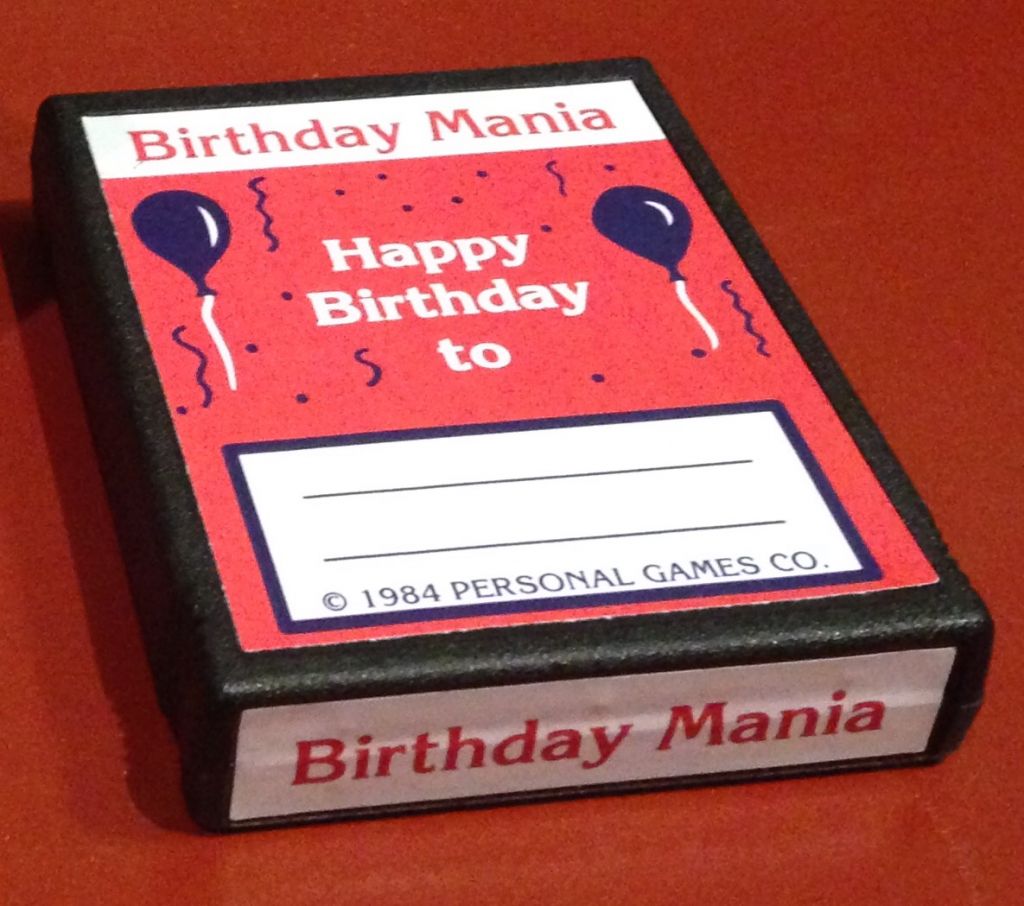 Birthday Mania
Happy
Birthday
to
© 1984 PERSONAL GAMES CO.
Birthday Mania